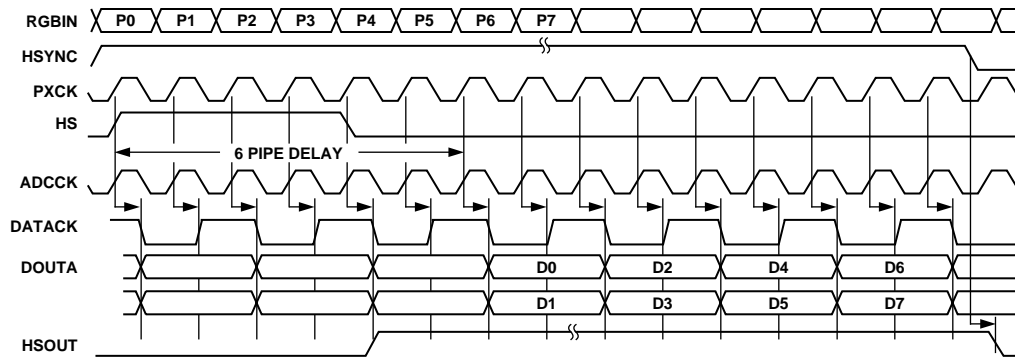 RGBIN P0 P1 P2 P3 P4 P5 P6 P7
HSYNC
PXCK
HS
6 PIPE DELAY
ADCCK
DATACK
DOUTA D0 D2 D4 D6
D1 D3 D5 D7
HSOUT